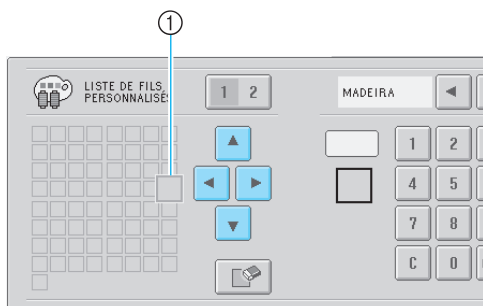 ①
LISTE DE FILS
PERSONNALISÉS
1 2
MADEIRA
1 2
4 5
7 8
C 0